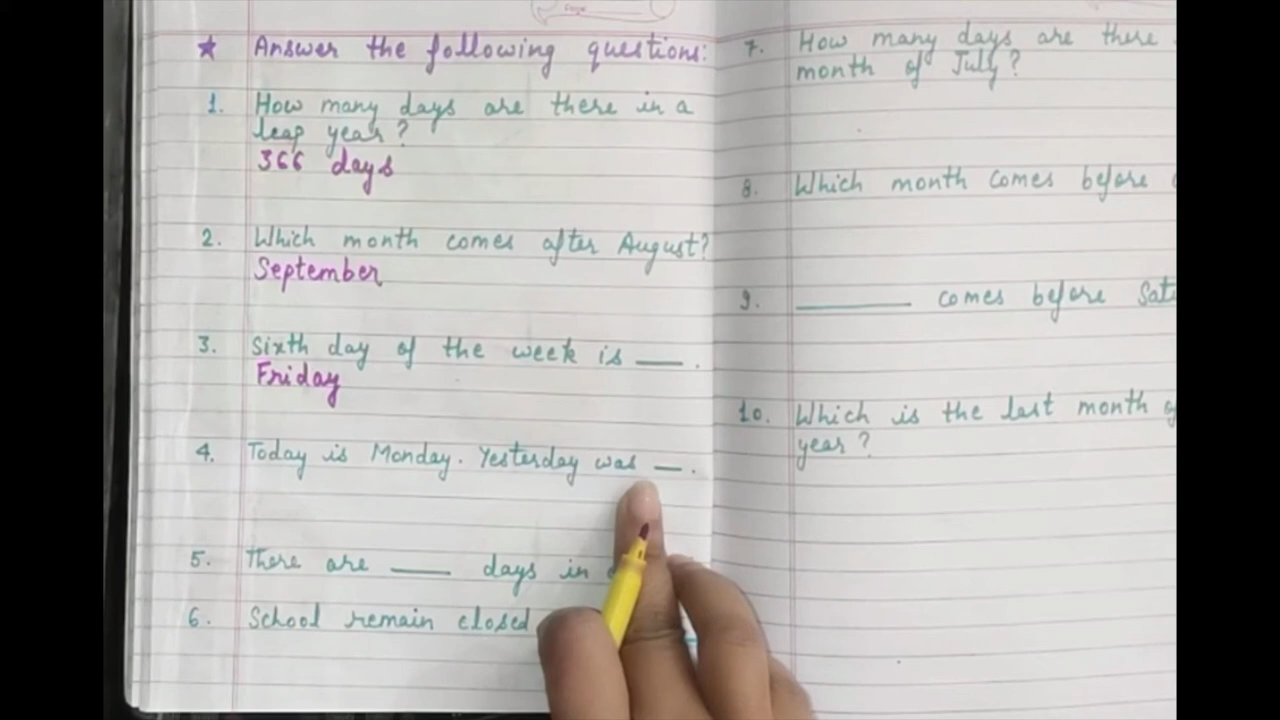 Page
★ Answer the following questions:
1. How many days are there in a
leap year?
366 days
2. Which month comes after August?
September
3. Sixth day of the week is ___.
Friday
4. Today is Monday. Yesterday was __.
5. There are ____ days in
6. School remain closed
7. How many days are there
month of July?
8. Which month comes before
9. ________ comes before
10. Which is the last month
year?